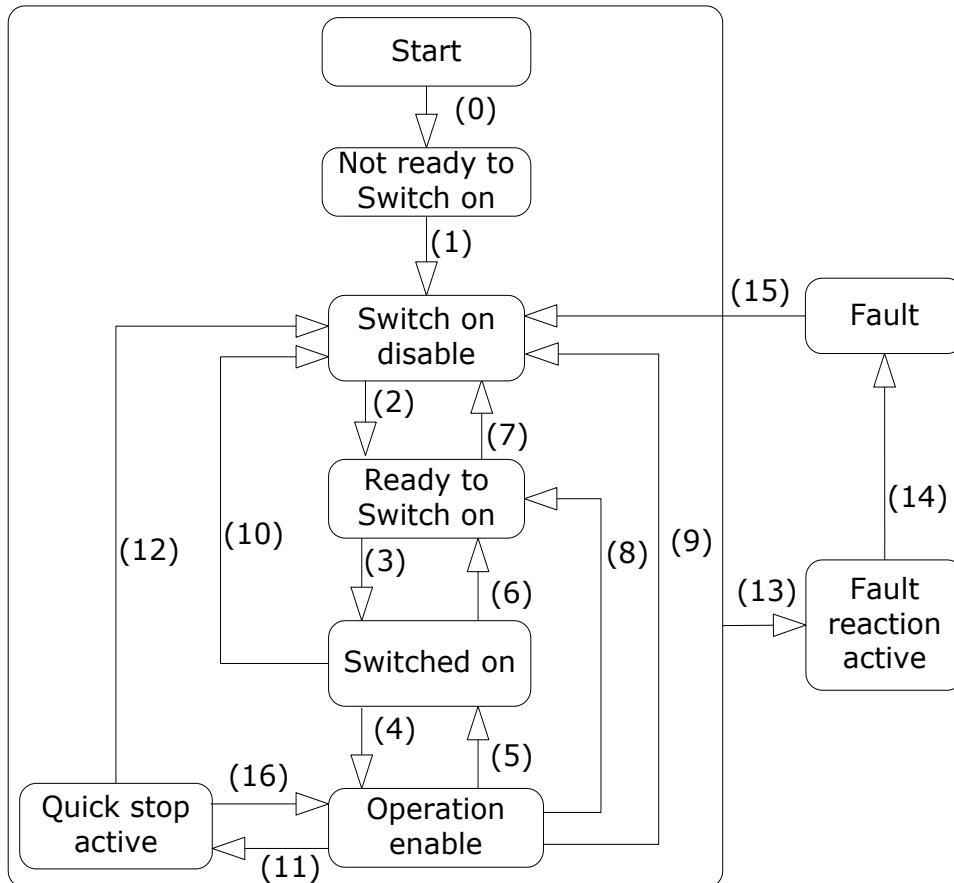 Start
(0)
Not ready to
Switch on
(1)
(15)
Switch on
disable
Fault
(2)
(7)
Ready to
Switch on
(14)
(12)
(10)
(3)
(8)
(9)
(6)
(13)
Fault
reaction
active
Switched on
(4)
(5)
(16)
Quick stop
active
Operation
enable
(11)